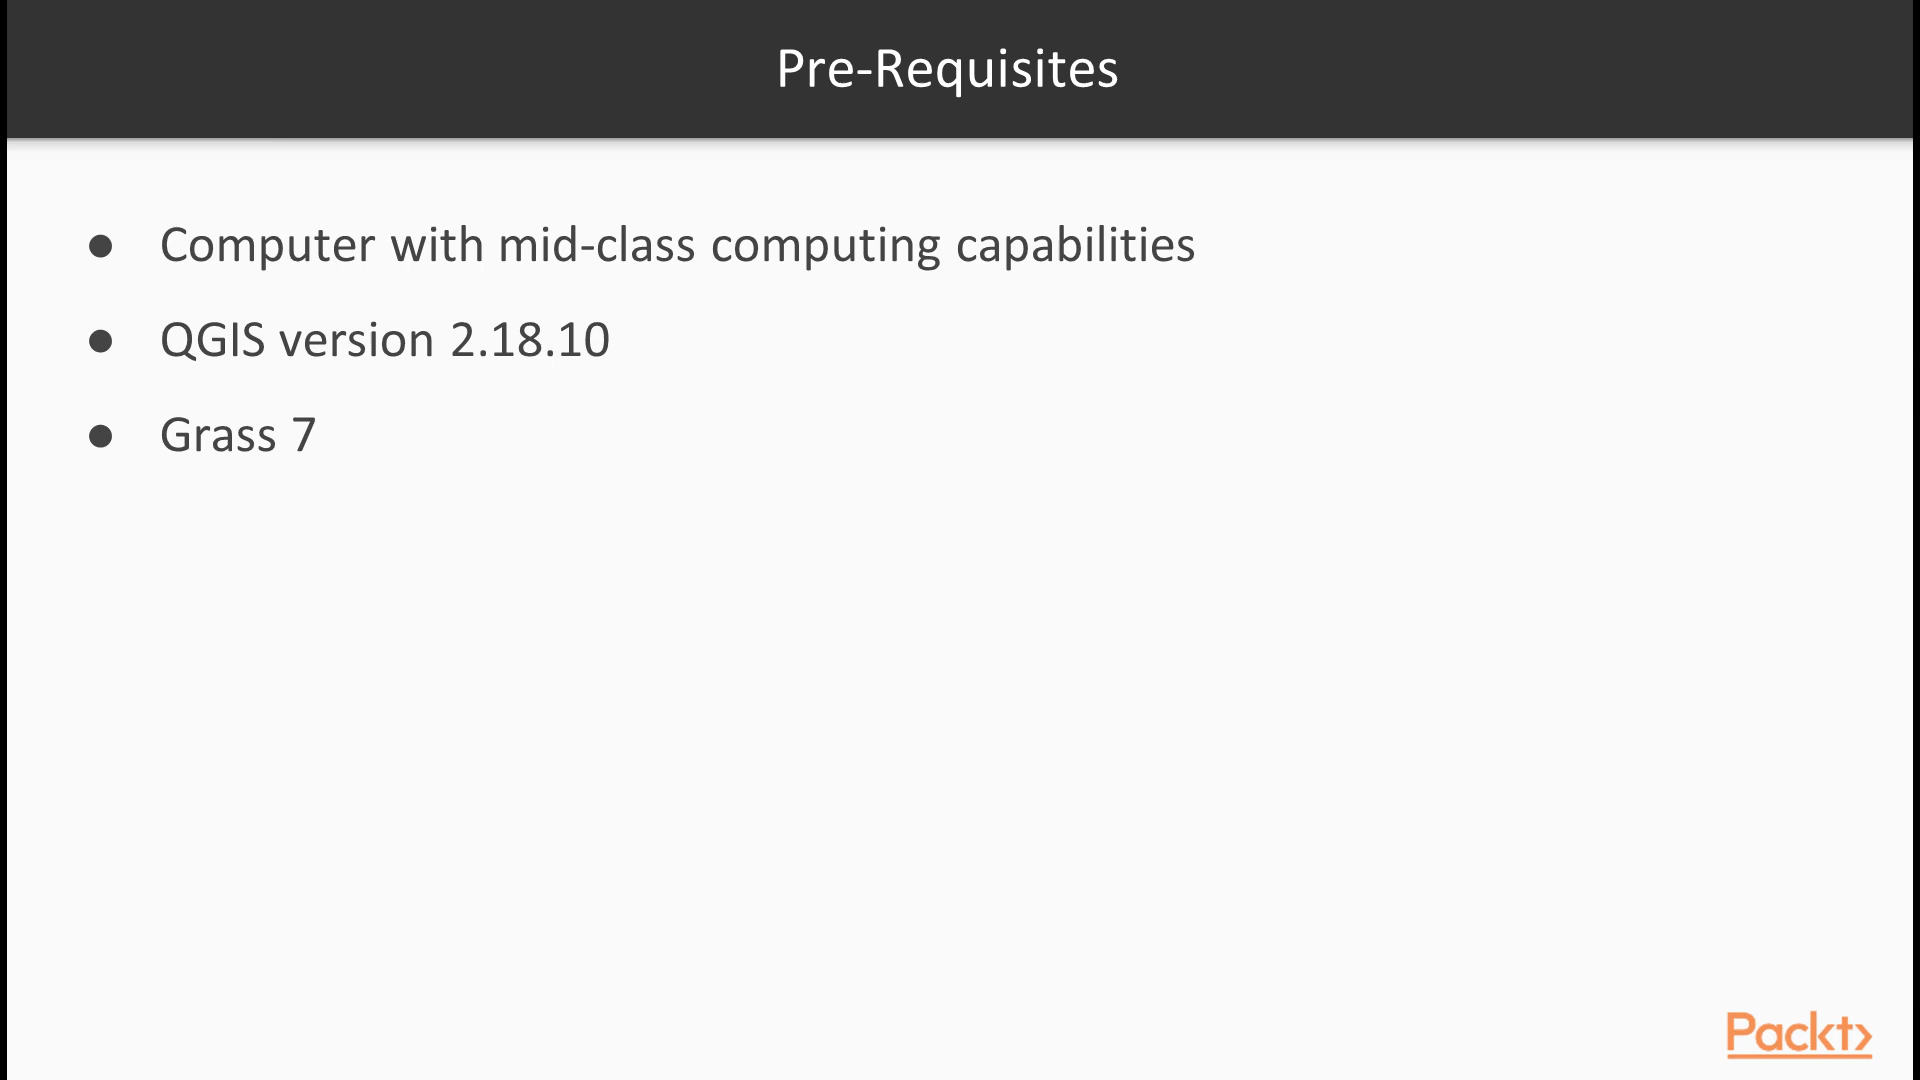 Pre-Requisites
● Computer with mid-class computing capabilities
● QGIS version 2.18.10
● Grass 7
Packt>